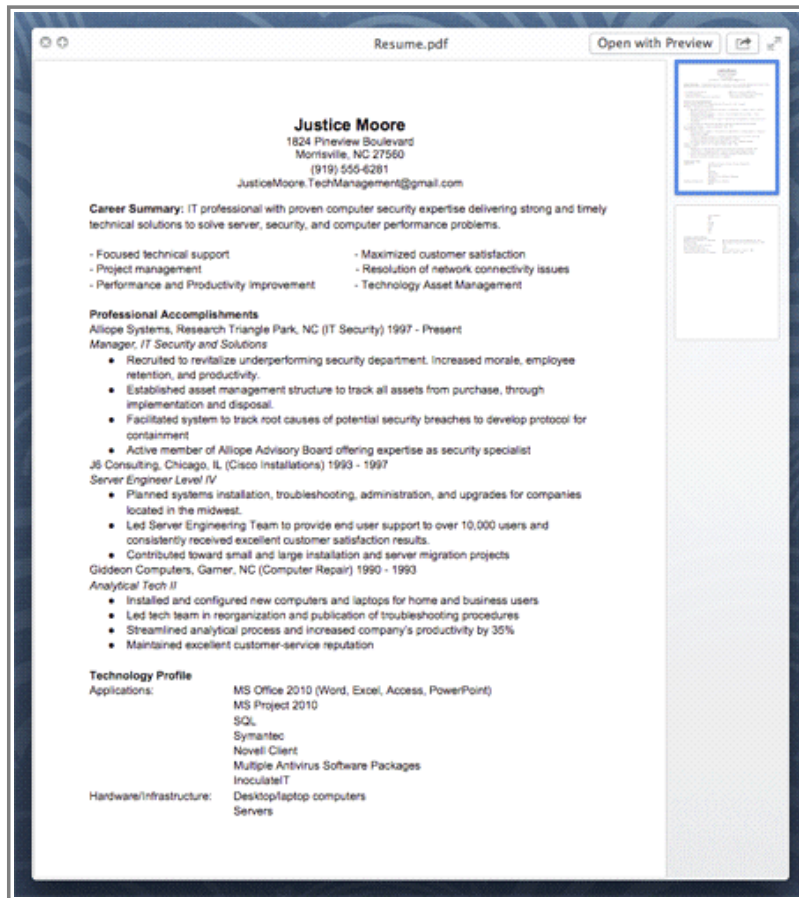 Resume.pdf
Open with Preview
Justice Moore
1824 Pineview Boulevard
Morrisville, NC 27560
(919) 555-6281
JusticeMoore.TechManagement@gmail.com
Career Summary: IT professional with proven computer security expertise delivering strong and timely
technical solutions to solve server, security, and computer performance problems.
- Focused technical support - Maximized customer satisfaction
- Project management - Resolution of network connectivity issues
- Performance and Productivity Improvement - Technology Asset Management
Professional Accomplishments
Alliope Systems, Research Triangle Park, NC (IT Security) 1997 - Present
Manager, IT Security and Solutions
● Recruited to revitalize underperforming security department. Increased morale, employee
retention, and productivity.
● Established asset management structure to track all assets from purchase, through
implementation and disposal.
● Facilitated system to track root causes of potential security breaches to develop protocol for
containment
● Active member of Alliope Advisory Board offering expertise as security specialist
J6 Consulting, Chicago, IL (Cisco Installations) 1993 - 1997
Server Engineer Level IV
● Planned systems installation, troubleshooting, administration, and upgrades for companies
located in the midwest.
● Led Server Engineering Team to provide end user support to over 10,000 users and
consistently received excellent customer satisfaction results.
● Contributed toward small and large installation and server migration projects
Giddeon Computers, Garner, NC (Computer Repair) 1990 - 1993
Analytical Tech II
● Installed and configured new computers and laptops for home and business users
● Led tech team in reorganization and publication of troubleshooting procedures
● Streamlined analytical process and increased company's productivity by 35%
● Maintained excellent customer-service reputation
Technology Profile
Applications: MS Office 2010 (Word, Excel, Access, PowerPoint)
MS Project 2010
SQL
Symantec
Novell Client
Multiple Antivirus Software Packages
InoculateIT
Hardware/Infrastructure: Desktop/laptop computers
Servers